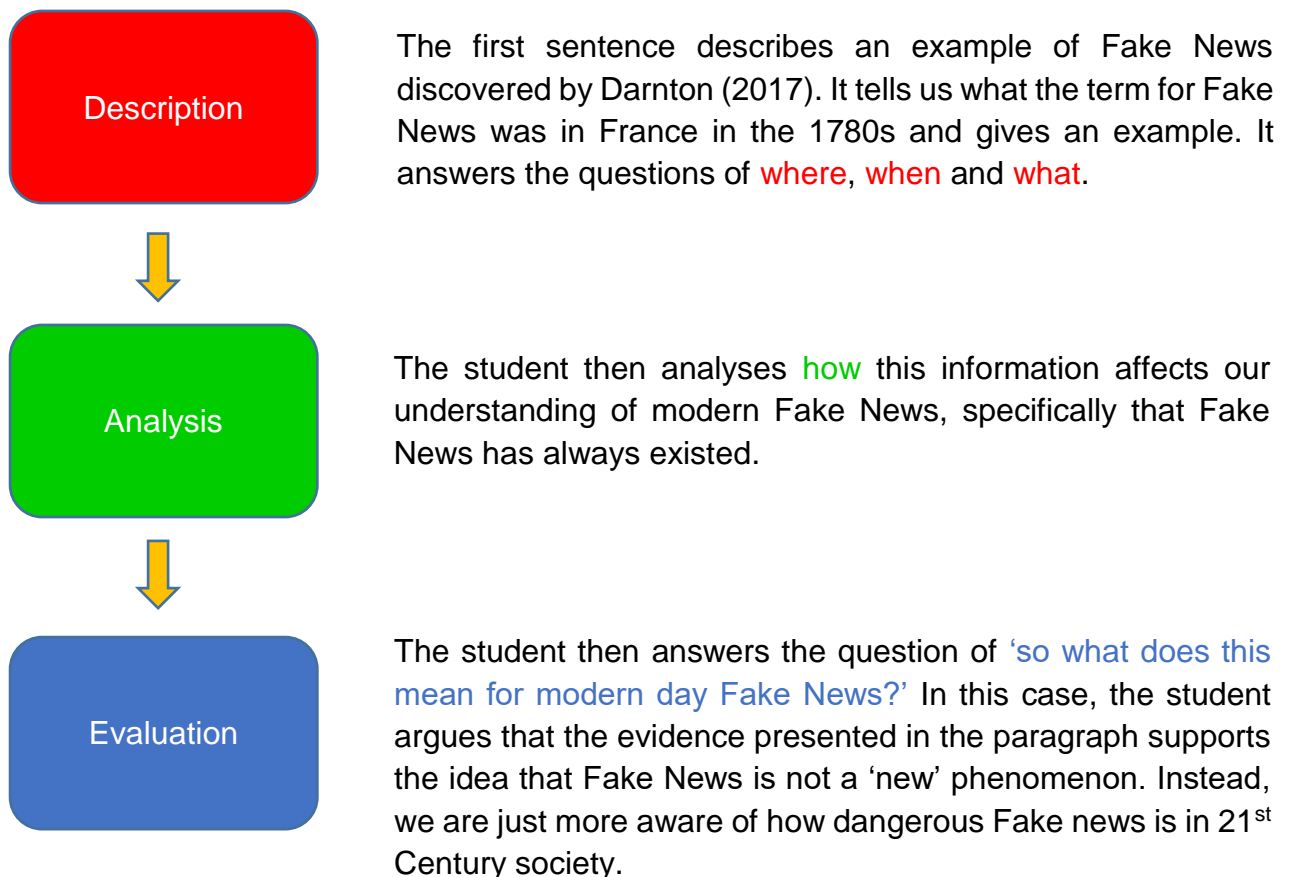 Description
The first sentence describes an example of Fake News
discovered by Darnton (2017). It tells us what the term for Fake
News was in France in the 1780s and gives an example. It
answers the questions of where, when and what.
Analysis
The student then analyses how this information affects our
understanding of modern Fake News, specifically that Fake
News has always existed.
Evaluation
The student then answers the question of ‘so what does this
mean for modern day Fake News?’ In this case, the student
argues that the evidence presented in the paragraph supports
the idea that Fake News is not a ‘new’ phenomenon. Instead,
we are just more aware of how dangerous Fake news is in 21st
Century society.